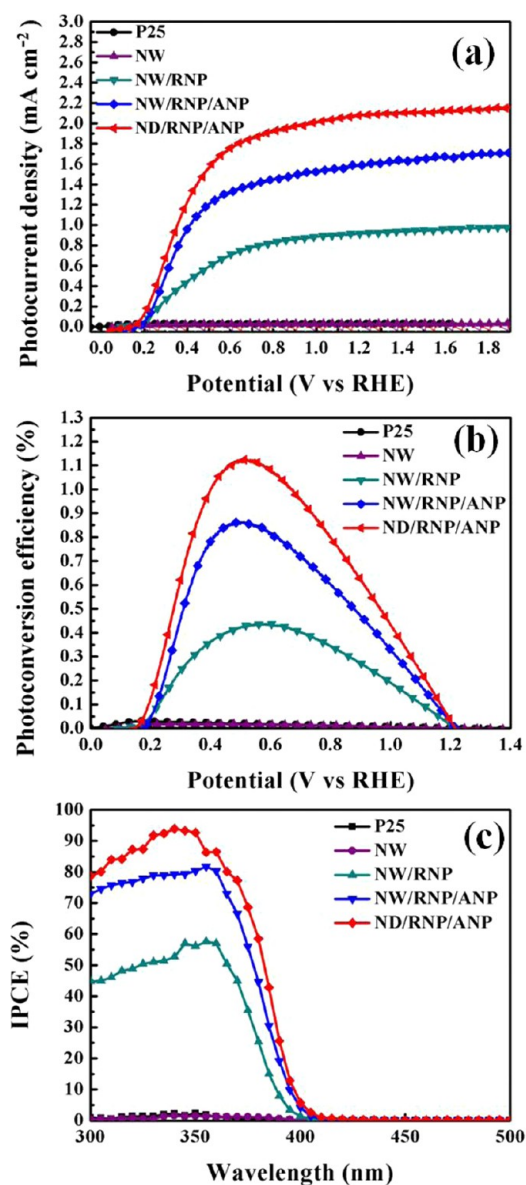 3.0
2.8
2.6
2.4
2.2
2.0
1.8
1.6
1.4
1.2
1.0
0.8
0.6
0.4
0.2
0.0
Photocurrent density (mA cm⁻²)
P25
NW
NW/RNP
NW/RNP/ANP
ND/RNP/ANP
(a)
0.0 0.2 0.4 0.6 0.8 1.0 1.2 1.4 1.6 1.8
Potential (V vs RHE)
1.3
1.2
1.1
1.0
0.9
0.8
0.7
0.6
0.5
0.4
0.3
0.2
0.1
0.0
Photoconversion efficiency (%)
P25
NW
NW/RNP
NW/RNP/ANP
ND/RNP/ANP
(b)
0.0 0.2 0.4 0.6 0.8 1.0 1.2 1.4
Potential (V vs RHE)
100
90
80
70
60
50
40
30
20
10
0
IPCE (%)
P25
NW
NW/RNP
NW/RNP/ANP
ND/RNP/ANP
(c)
300 350 400 450 500
Wavelength (nm)